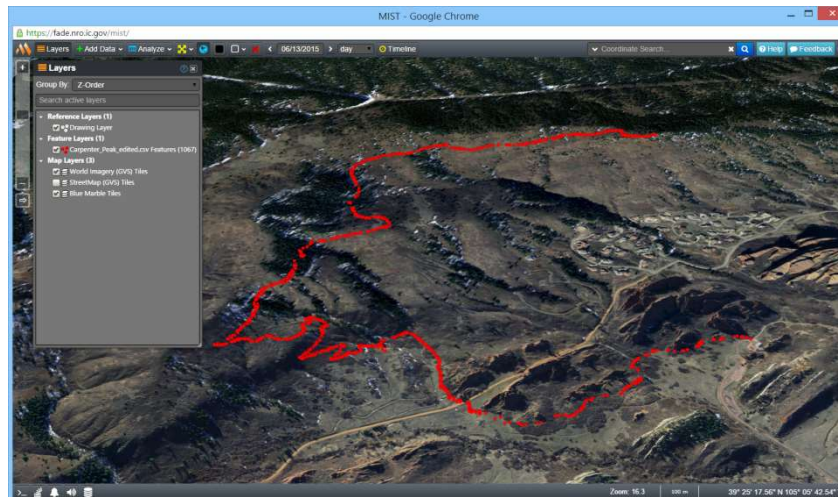 MIST - Google Chrome
https://fade.nro.ic.gov/mist/
Layers Add Data Analyze 06/13/2015 day Timeline Coordinate Search... Help Feedback
Layers
Group By: Z-Order
Search active layers
Reference Layers (1)
Drawing Layer
Feature Layers (1)
Carpenter_Peak_edited.csv Features (1067)
Map Layers (3)
World Imagery (GVS) Tiles
StreetMap (GVS) Tiles
Blue Marble Tiles
Zoom: 16.3 500 m 39° 25' 17.56" N 105° 05' 42.54"